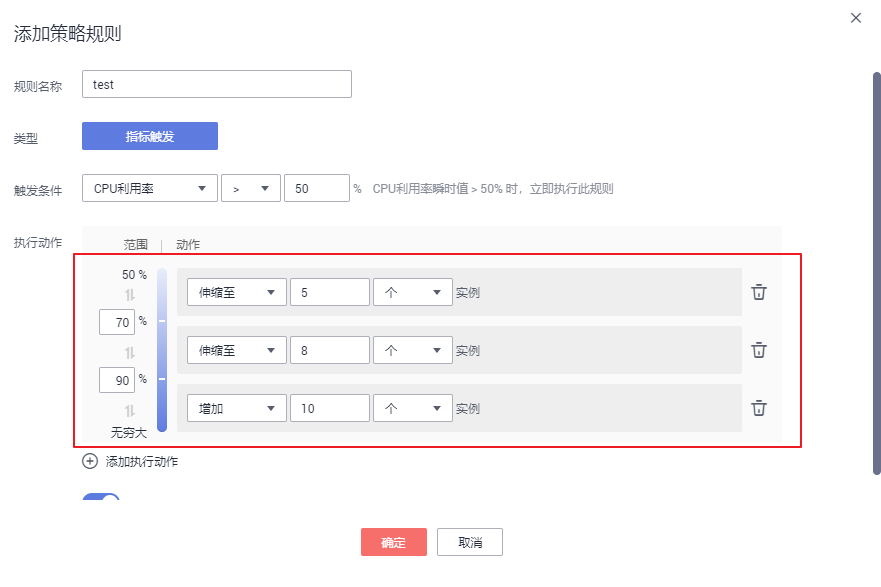 添加策略规则
规则名称 test
类型 指标触发
触发条件 CPU利用率 > 50 % CPU利用率瞬时值 > 50% 时，立即执行此规则
执行动作 范围 动作
50 %
伸缩至 5 个 实例
70 %
伸缩至 8 个 实例
90 %
增加 10 个 实例
无穷大
添加执行动作
确定 取消